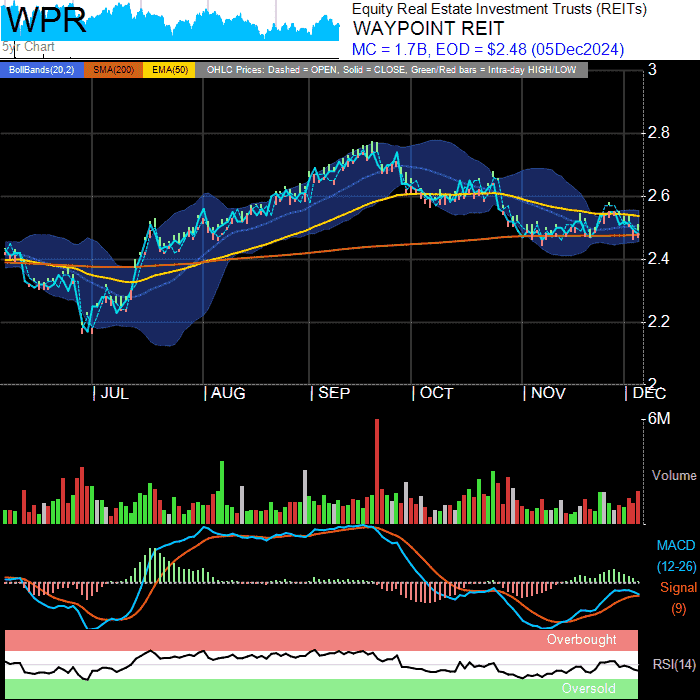 WPR
5yr Chart
Equity Real Estate Investment Trusts (REITs)
WAYPOINT REIT
MC = 1.7B, EOD = $2.48 (05Dec2024)
BollBands(20,2) SMA(200) EMA(50) OHLC Prices: Dashed = OPEN, Solid = CLOSE, Green/Red bars = Intra-day HIGH/LOW
3
2.8
2.6
2.4
2.2
2
| JUL | AUG | SEP | OCT | NOV | DEC
6M
Volume
MACD
(12-26)
Signal
(9)
Overbought
RSI(14)
Oversold